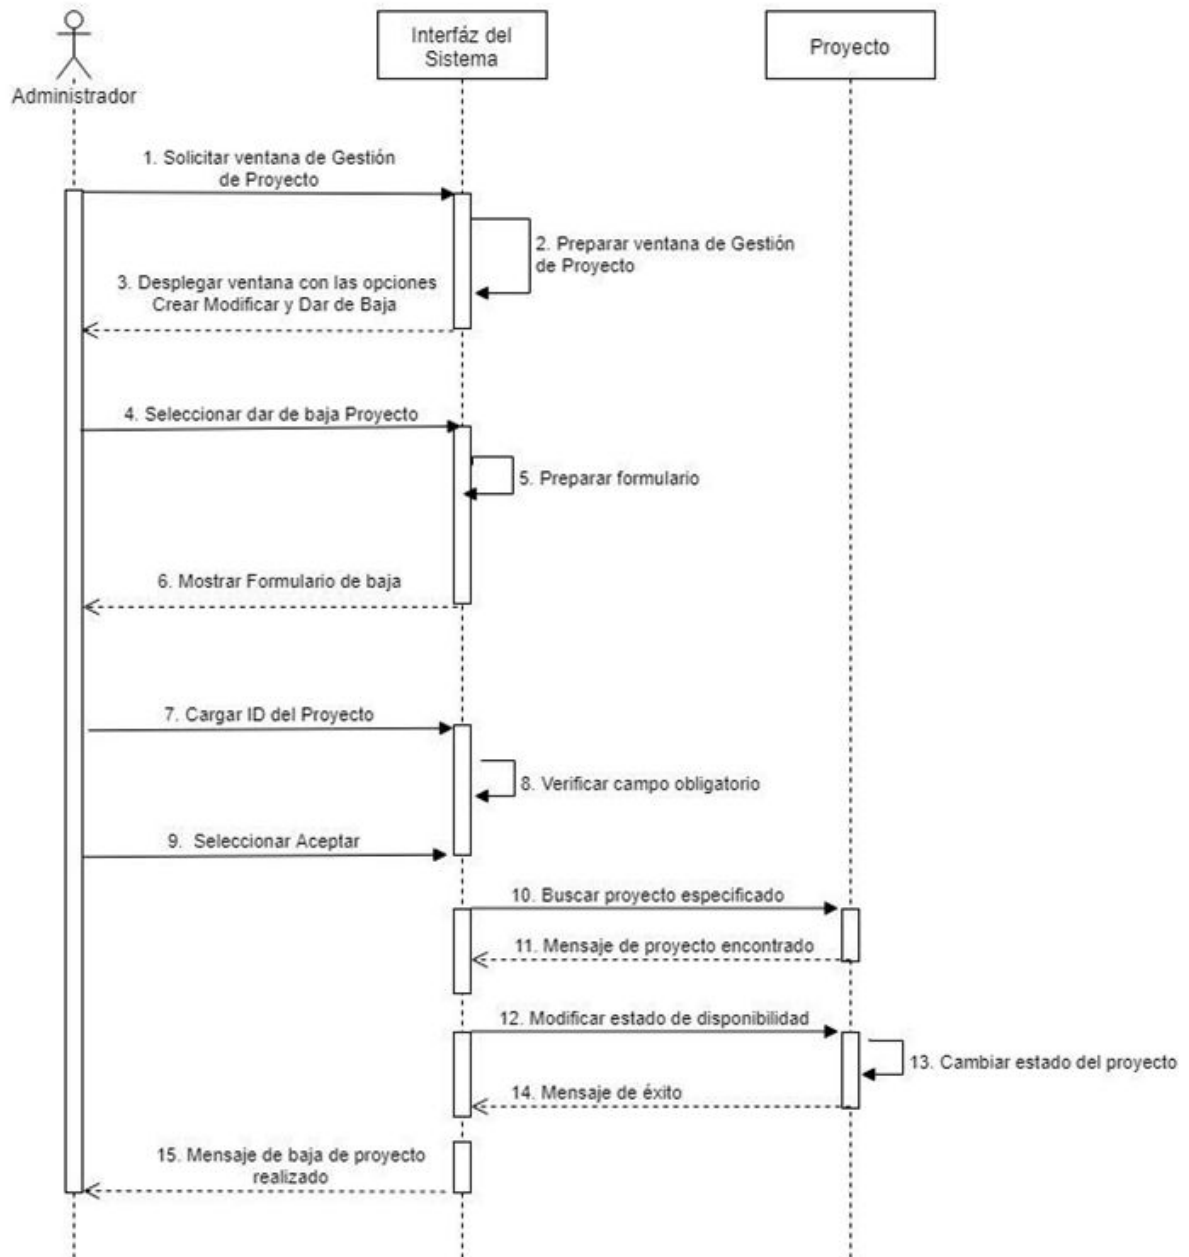 Interfáz del
Sistema
Proyecto
Administrador
1. Solicitar ventana de Gestión
de Proyecto
2. Preparar ventana de Gestión
de Proyecto
3. Desplegar ventana con las opciones
Crear Modificar y Dar de Baja
4. Seleccionar dar de baja Proyecto
5. Preparar formulario
6. Mostrar Formulario de baja
7. Cargar ID del Proyecto
8. Verificar campo obligatorio
9. Seleccionar Aceptar
10. Buscar proyecto especificado
11. Mensaje de proyecto encontrado
12. Modificar estado de disponibilidad
13. Cambiar estado del proyecto
14. Mensaje de éxito
15. Mensaje de baja de proyecto
realizado